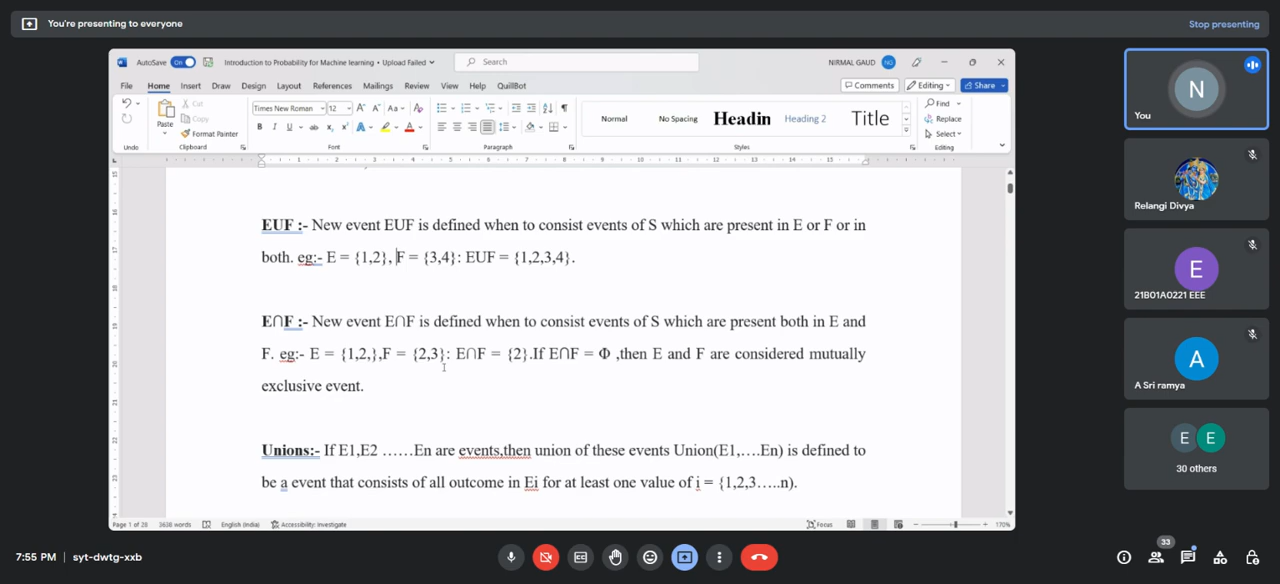 You're presenting to everyone
Stop presenting
AutoSave On Introduction to Probability for Machine learning • Upload Failed Search NIRMAL GAUD NG
File Home Insert Draw Design Layout References Mailings Review View Help QuillBot Comments Editing Share
Cut
Copy
Paste Format Painter
Times New Roman 12
Normal No Spacing Headin Heading 2 Title
Find
Replace
Select
Undo Clipboard Font Paragraph Styles Editing
EUF :- New event EUF is defined when to consist events of S which are present in E or F or in
both. eg:- E = {1,2}, F = {3,4}: EUF = {1,2,3,4}.
E∩F :- New event E∩F is defined when to consist events of S which are present both in E and
F. eg:- E = {1,2,},F = {2,3}: E∩F = {2}.If E∩F = Φ ,then E and F are considered mutually
exclusive event.
Unions:- If E1,E2 ……En are events,then union of these events Union(E1,….En) is defined to
be a event that consists of all outcome in Ei for at least one value of i = {1,2,3…..n).
Page 1 of 28 3638 words English (India) Accessibility: Investigate Focus 170%
N
You
Relangi Divya
E
21B01A0221 EEE
A
A Sri ramya
E E
30 others
7:55 PM | syt-dwtg-xxb
33